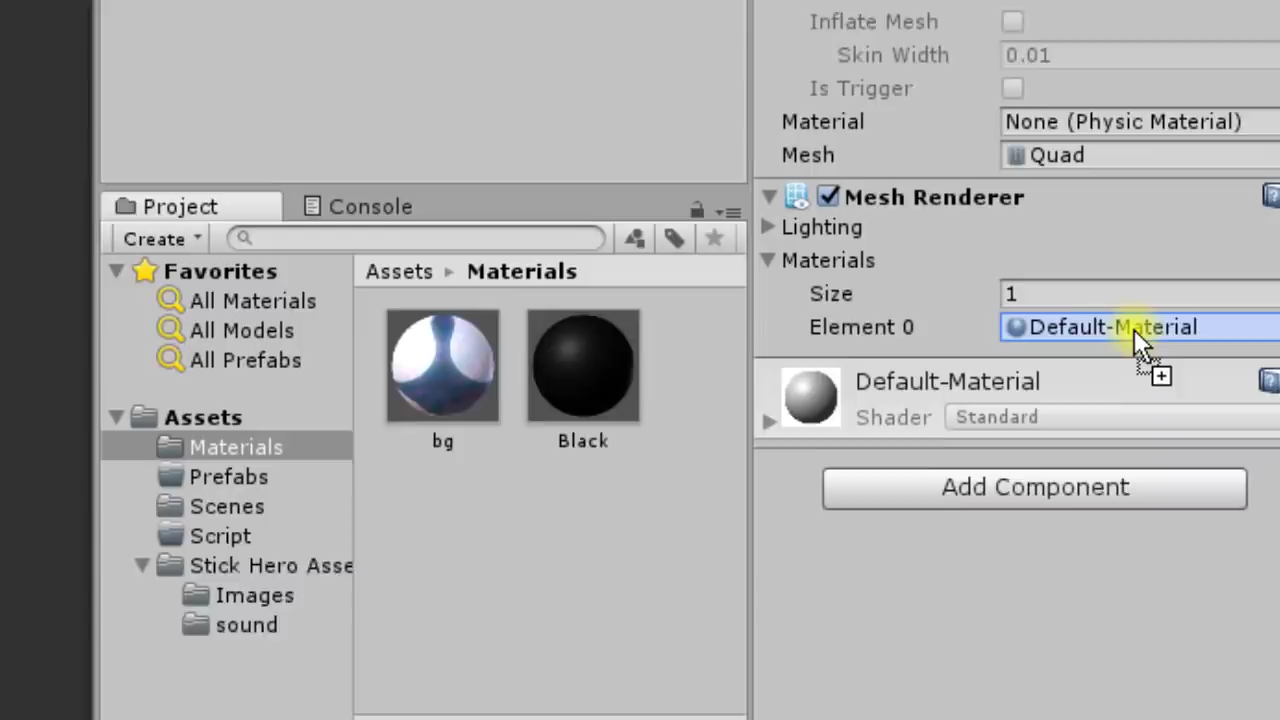 Inflate Mesh
Skin Width 0.01
Is Trigger
Material None (Physic Material)
Mesh Quad
Project Console
Mesh Renderer
Create
Lighting
Favorites
Assets Materials
Materials
All Materials
Size 1
All Models
Element 0 Default-Material
All Prefabs
Default-Material
Shader Standard
Assets
bg Black
Materials
Prefabs
Add Component
Scenes
Script
Stick Hero Asse
Images
sound